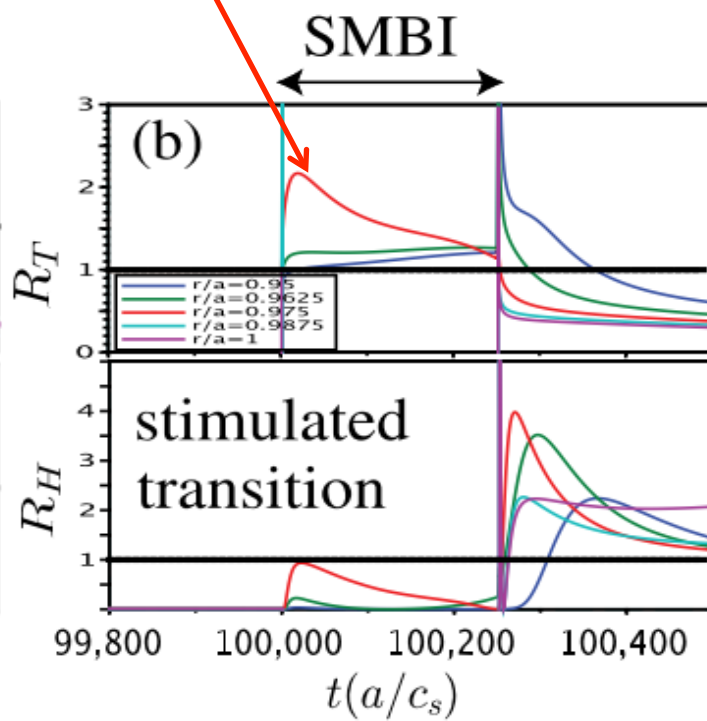 SMBI
(b)
R_T
3
2
1
0
r/a=0.95
r/a=0.9625
r/a=0.975
r/a=0.9875
r/a=1
stimulated
transition
R_H
4
3
2
1
99,800 100,000 100,200 100,400
t(a/c_s)